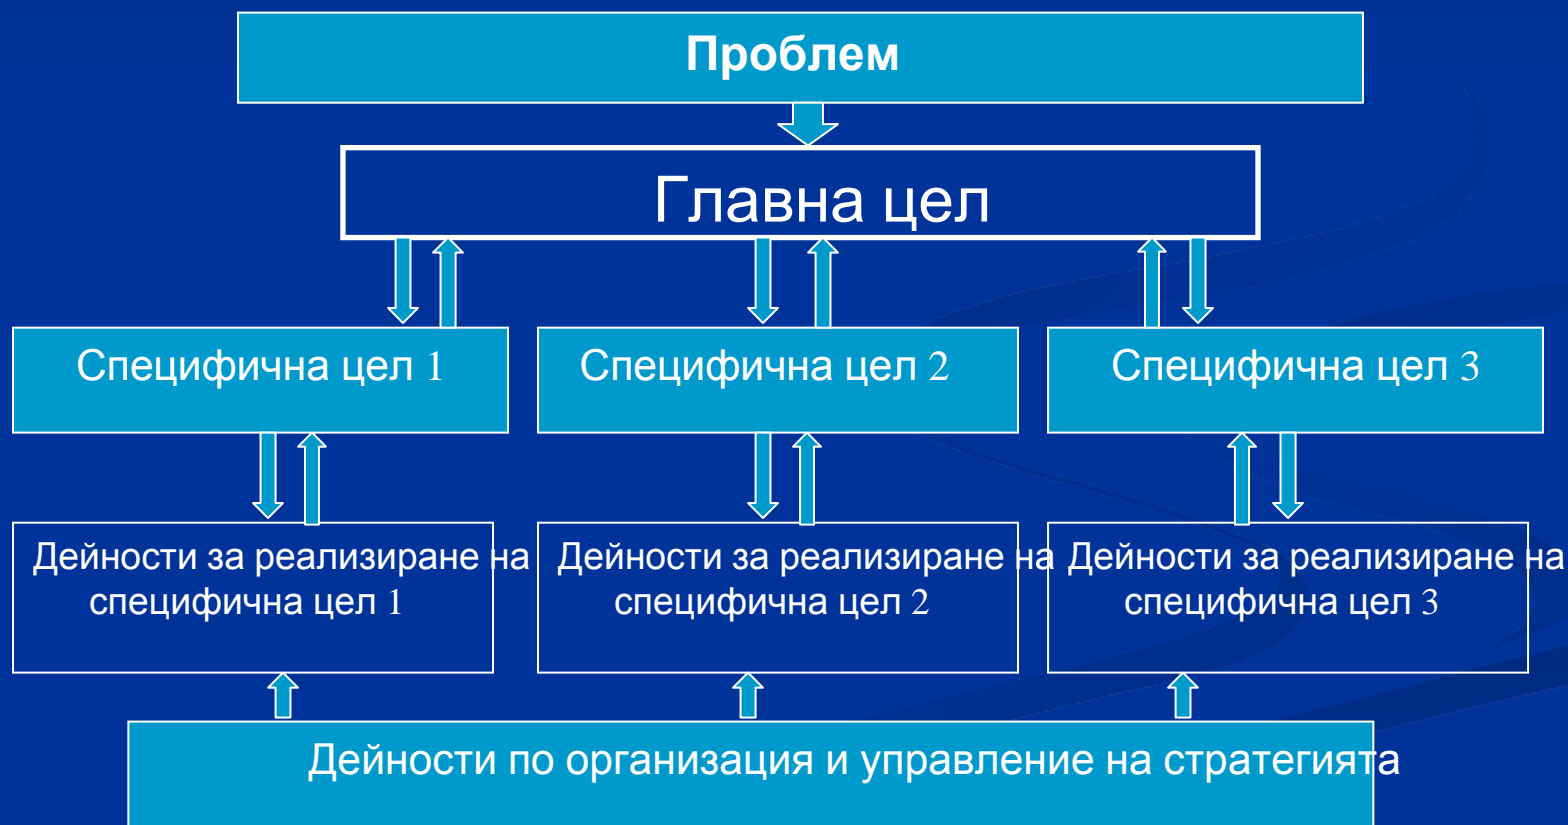 Проблем
Главна цел
Специфична цел 1
Специфична цел 2
Специфична цел 3
Дейности за реализиране на
специфична цел 1
Дейности за реализиране на
специфична цел 2
Дейности за реализиране на
специфична цел 3
Дейности по организация и управление на стратегията